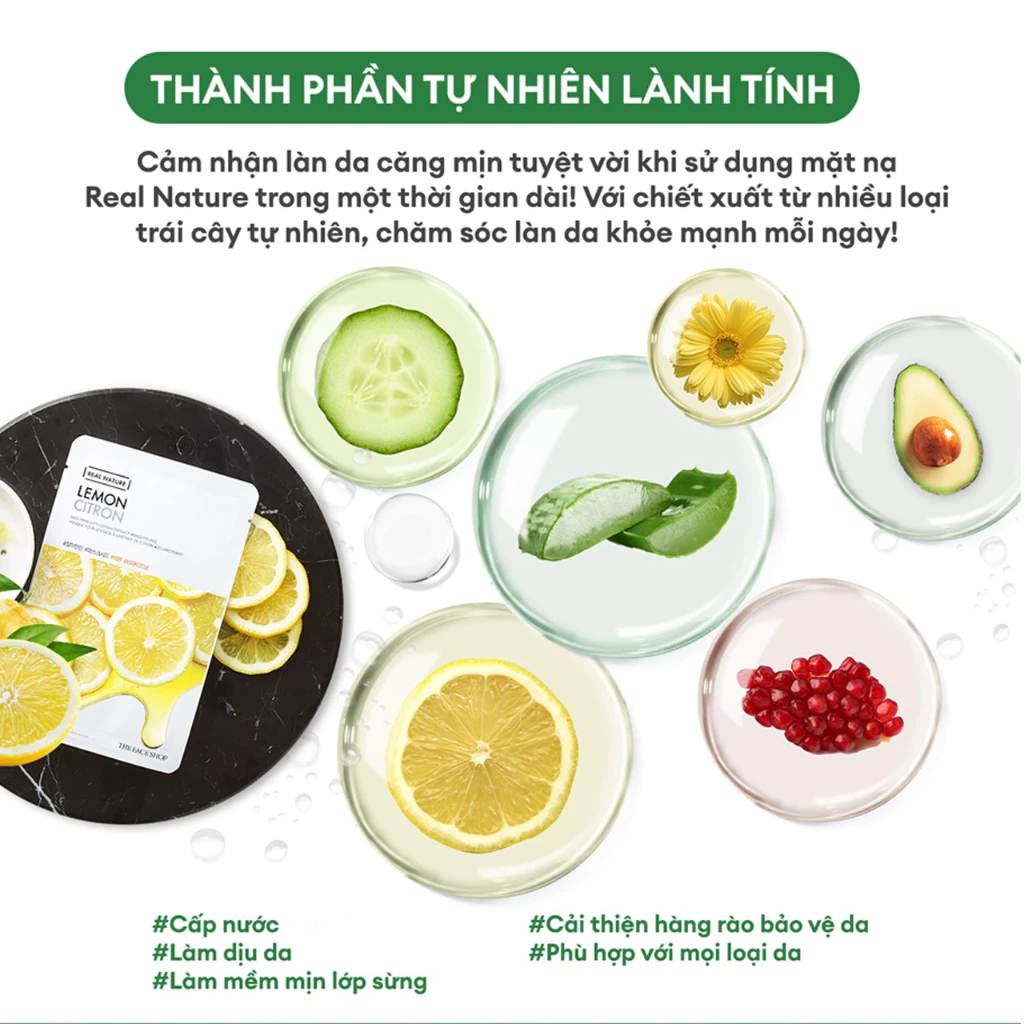 THÀNH PHẦN TỰ NHIÊN LÀNH TÍNH
Cảm nhận làn da căng mịn tuyệt vời khi sử dụng mặt nạ
Real Nature trong một thời gian dài! Với chiết xuất từ nhiều loại
trái cây tự nhiên, chăm sóc làn da khỏe mạnh mỗi ngày!
REAL NATURE
LEMON
CITRON
THEFACESHOP
#Cấp nước
#Làm dịu da
#Làm mềm mịn lớp sừng
#Cải thiện hàng rào bảo vệ da
#Phù hợp với mọi loại da